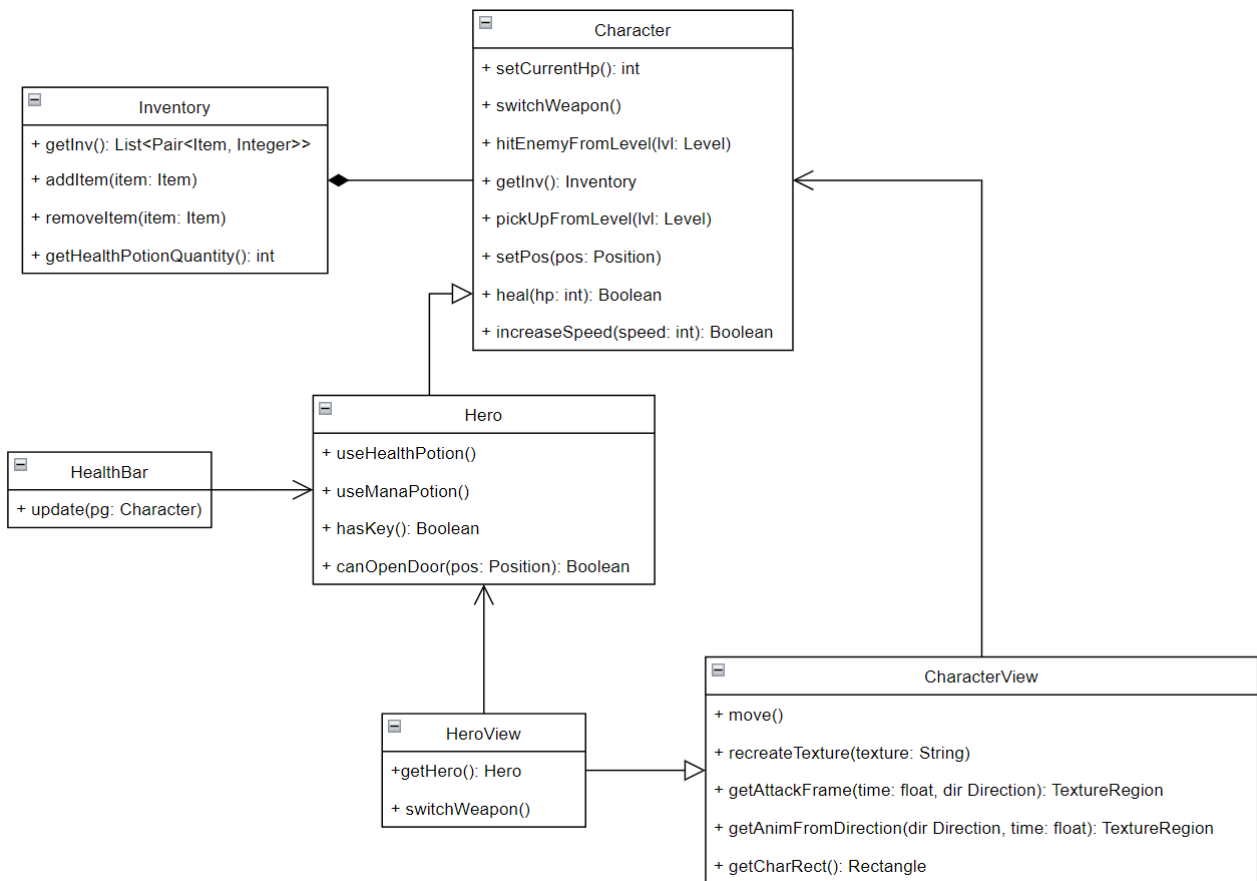 Character
+ setCurrentHp(): int
+ switchWeapon()
+ hitEnemyFromLevel(lvl: Level)
+ getInv(): Inventory
+ pickUpFromLevel(lvl: Level)
+ setPos(pos: Position)
+ heal(hp: int): Boolean
+ increaseSpeed(speed: int): Boolean
Inventory
+ getInv(): List<Pair<Item, Integer>>
+ addItem(item: Item)
+ removeItem(item: Item)
+ getHealthPotionQuantity(): int
Hero
+ useHealthPotion()
+ useManaPotion()
+ hasKey(): Boolean
+ canOpenDoor(pos: Position): Boolean
HealthBar
+ update(pg: Character)
HeroView
+getHero(): Hero
+ switchWeapon()
CharacterView
+ move()
+ recreateTexture(texture: String)
+ getAttackFrame(time: float, dir Direction): TextureRegion
+ getAnimFromDirection(dir Direction, time: float): TextureRegion
+ getCharRect(): Rectangle